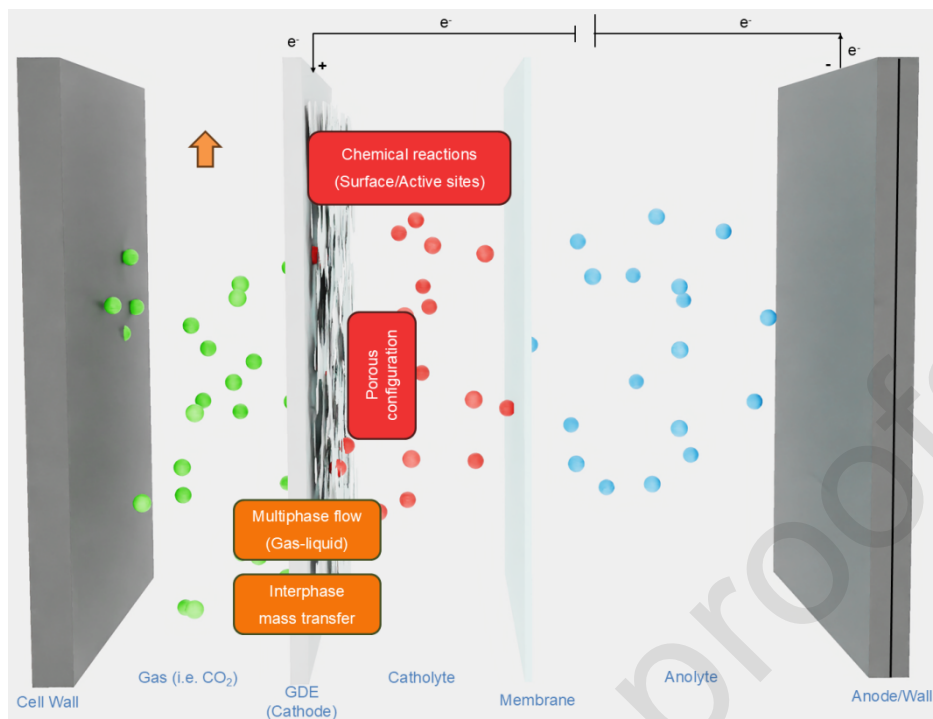 e-
e-
e-
e-
+
-
Chemical reactions
(Surface/Active sites)
Porous
configuration
Multiphase flow
(Gas-liquid)
Interphase
mass transfer
Gas (i.e. CO2)
Catholyte
Anolyte
Cell Wall
GDE
(Cathode)
Membrane
Anode/Wall
proof